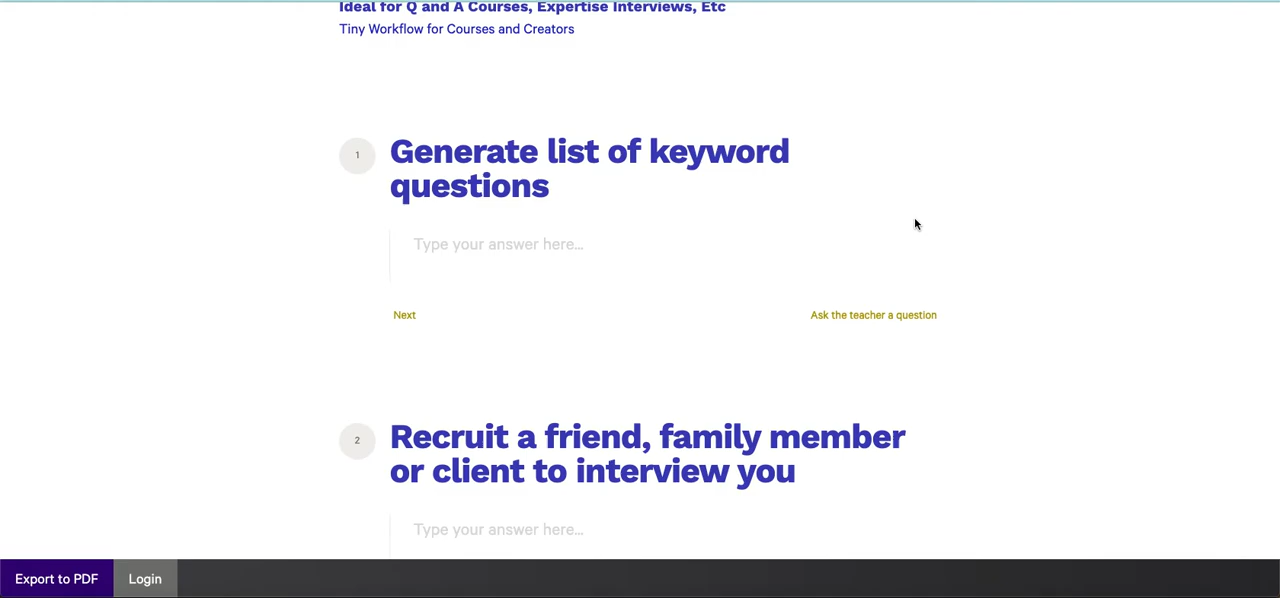 Ideal for Q and A Courses, Expertise Interviews, Etc
Tiny Workflow for Courses and Creators
1
Generate list of keyword
questions
Type your answer here...
Next
Ask the teacher a question
2
Recruit a friend, family member
or client to interview you
Type your answer here...
Export to PDF
Login